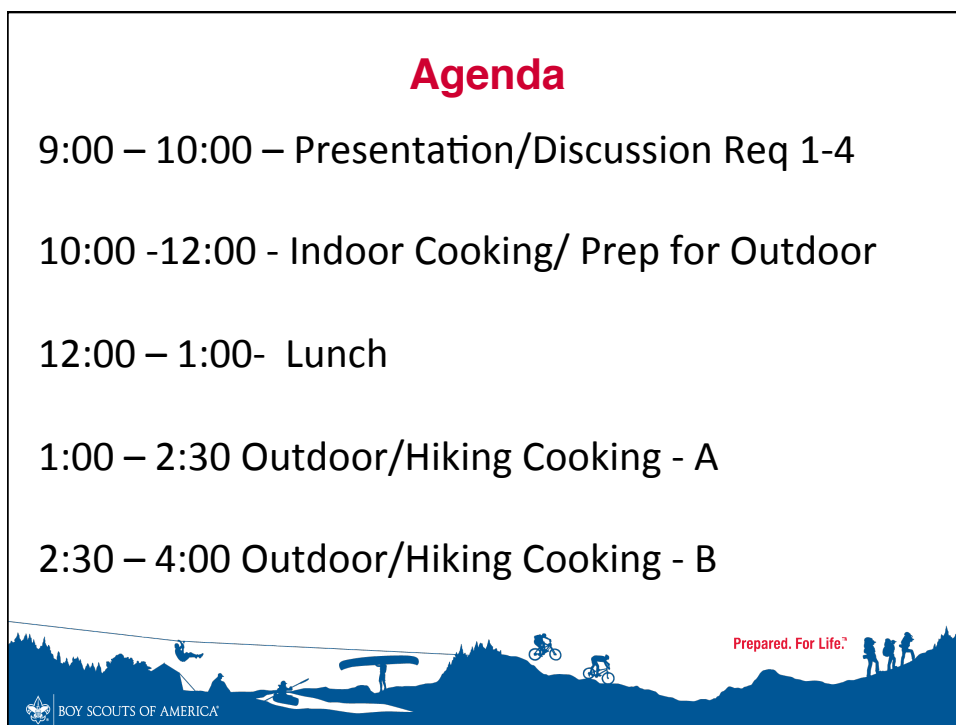 Agenda
9:00 – 10:00 – Presentation/Discussion Req 1-4
10:00 -12:00 - Indoor Cooking/ Prep for Outdoor
12:00 – 1:00-  Lunch
1:00 – 2:30 Outdoor/Hiking Cooking - A
2:30 – 4:00 Outdoor/Hiking Cooking - B
Prepared. For Life.™
BOY SCOUTS OF AMERICA®